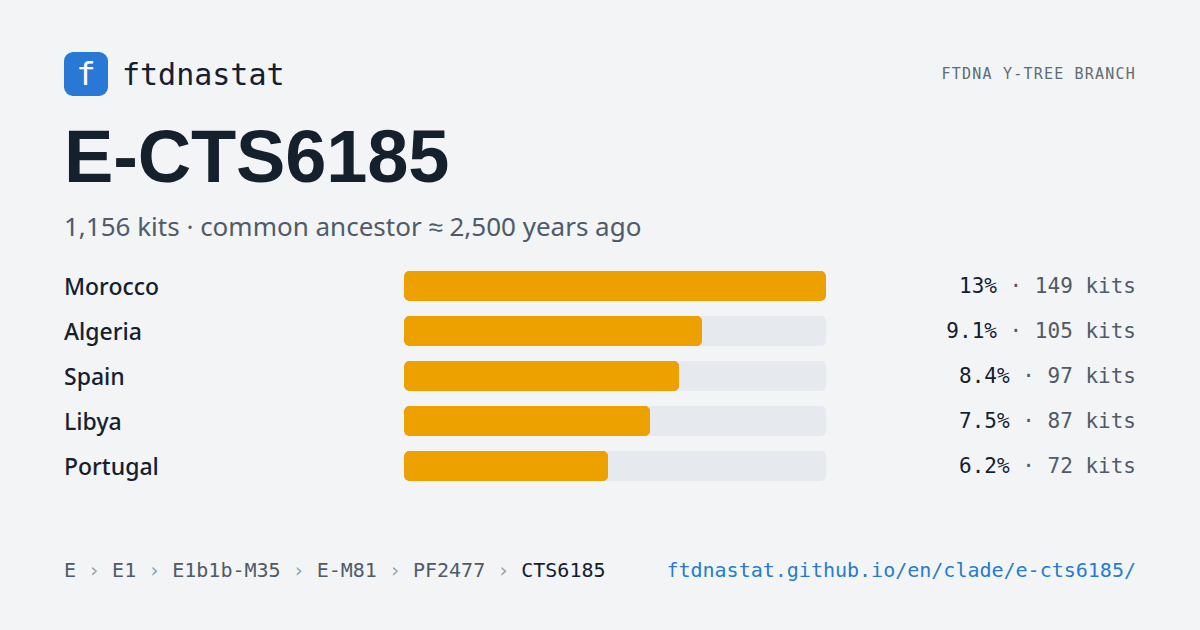 f ftdnastat
FTDNA Y-TREE BRANCH
E-CTS6185
1,156 kits · common ancestor ≈ 2,500 years ago
Morocco 13% · 149 kits
Algeria 9.1% · 105 kits
Spain 8.4% · 97 kits
Libya 7.5% · 87 kits
Portugal 6.2% · 72 kits
E › E1 › E1b1b-M35 › E-M81 › PF2477 › CTS6185
ftdnastat.github.io/en/clade/e-cts6185/